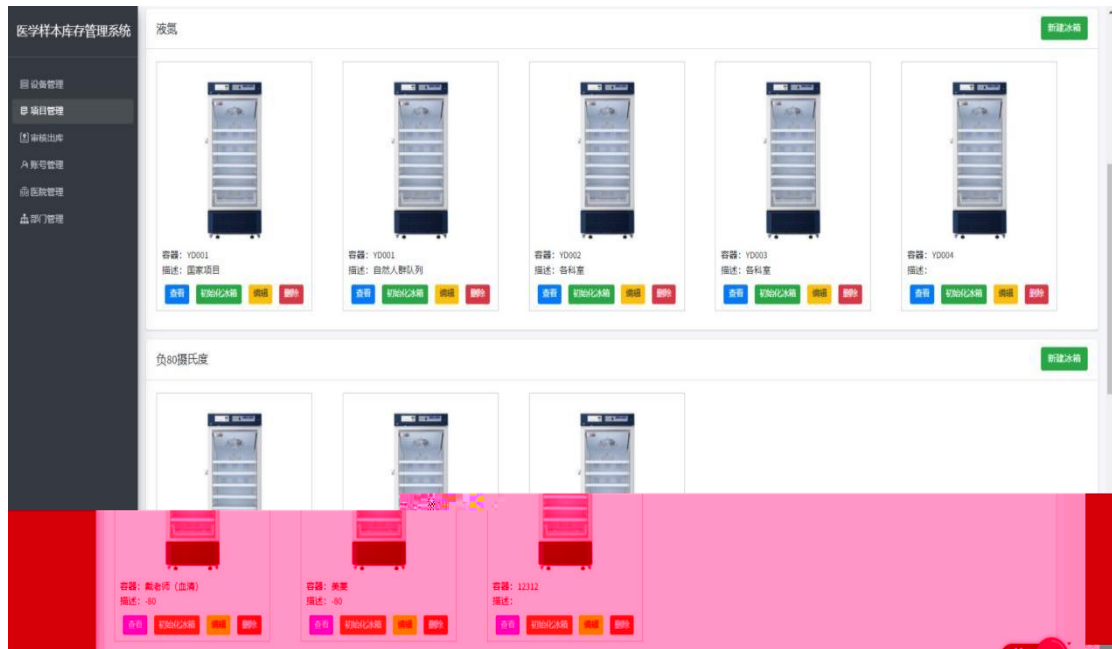 医学样本库存管理系统
设备管理
项目管理
审核出库
账号管理
医院管理
部门管理
液氮
新建冰箱
容器: YD001
描述: 国家项目
查看 初始化冰箱 编辑 删除
容器: YD001
描述: 自然人群队列
查看 初始化冰箱 编辑 删除
容器: YD002
描述: 各科室
查看 初始化冰箱 编辑 删除
容器: YD003
描述: 各科室
查看 初始化冰箱 编辑 删除
容器: YD004
描述:
查看 初始化冰箱 编辑 删除
负80摄氏度
新建冰箱
容器: 戴老师（血清）
描述: -80
查看 初始化冰箱 编辑 删除
容器: 美菱
描述: -80
查看 初始化冰箱 编辑 删除
容器: 12312
描述:
查看 初始化冰箱 编辑 删除